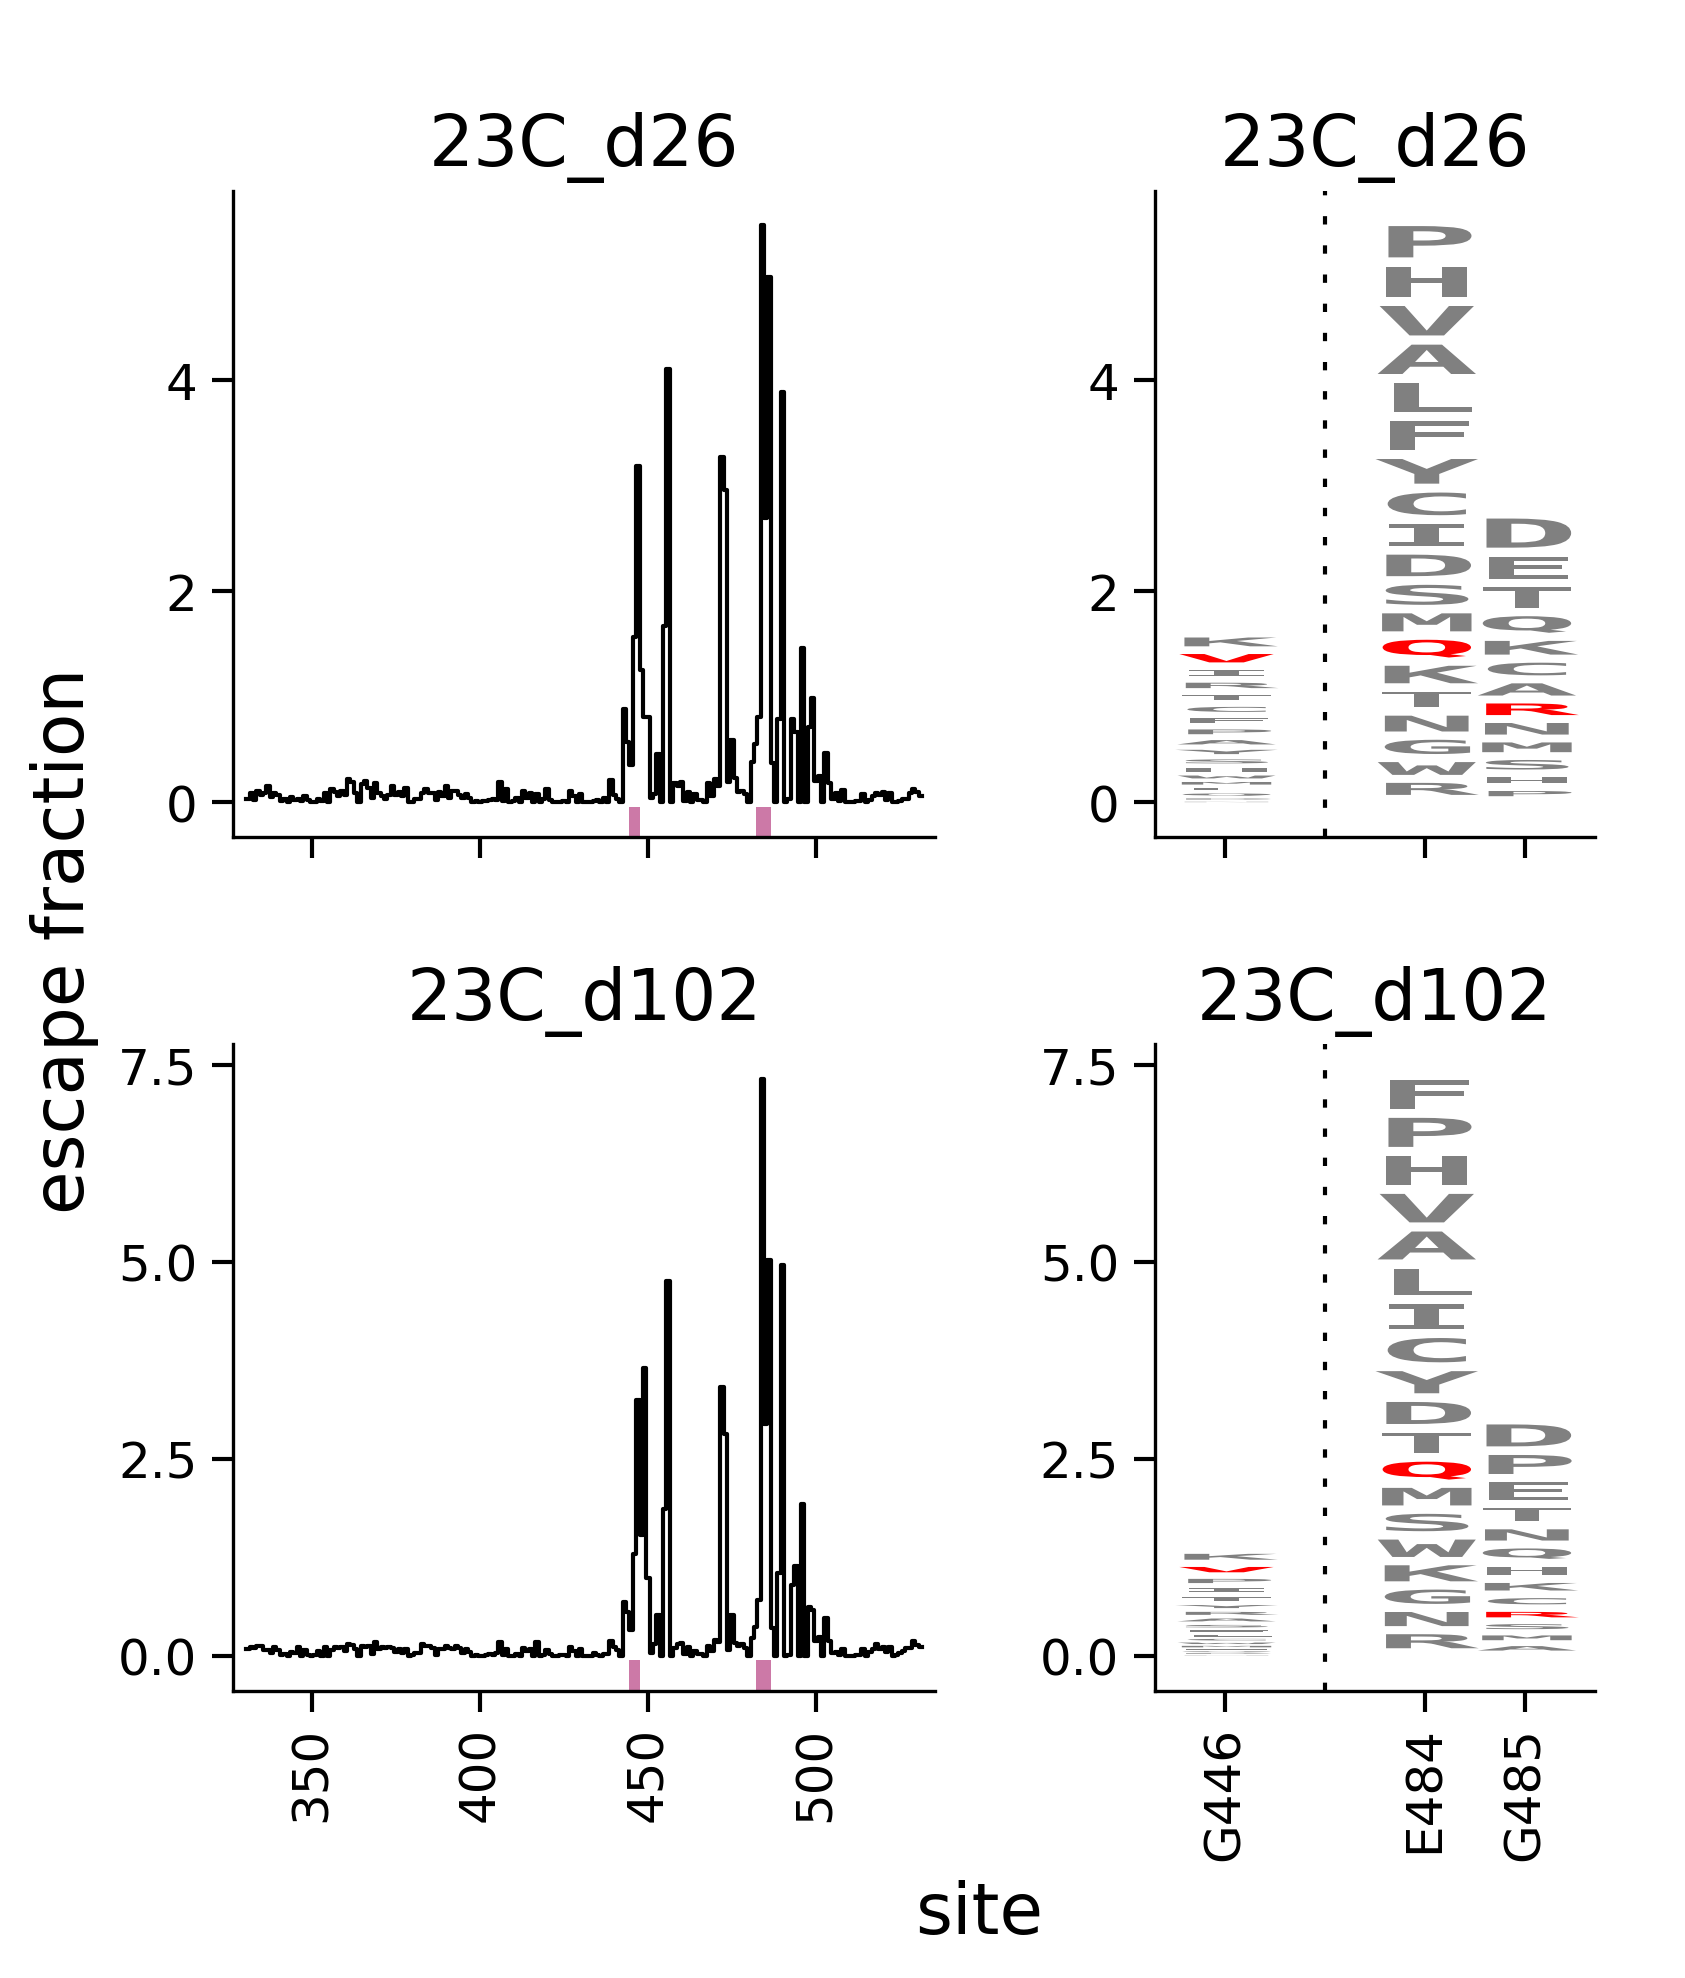 23C_d26
23C_d26
escape fraction
4
2
0
4
2
0
K
V
P
H
V
A
L
F
Y
C
I
D
S
M
Q
K
T
N
G
W
R
D
E
T
Q
K
C
A
R
N
M
S
H
P
23C_d102
23C_d102
7.5
5.0
2.5
0.0
7.5
5.0
2.5
0.0
K
V
F
P
H
V
A
L
I
C
Y
D
T
Q
M
S
W
K
G
N
R
D
P
E
T
N
Q
H
K
C
R
S
M
A
350
400
450
500
G446
E484
G485
site